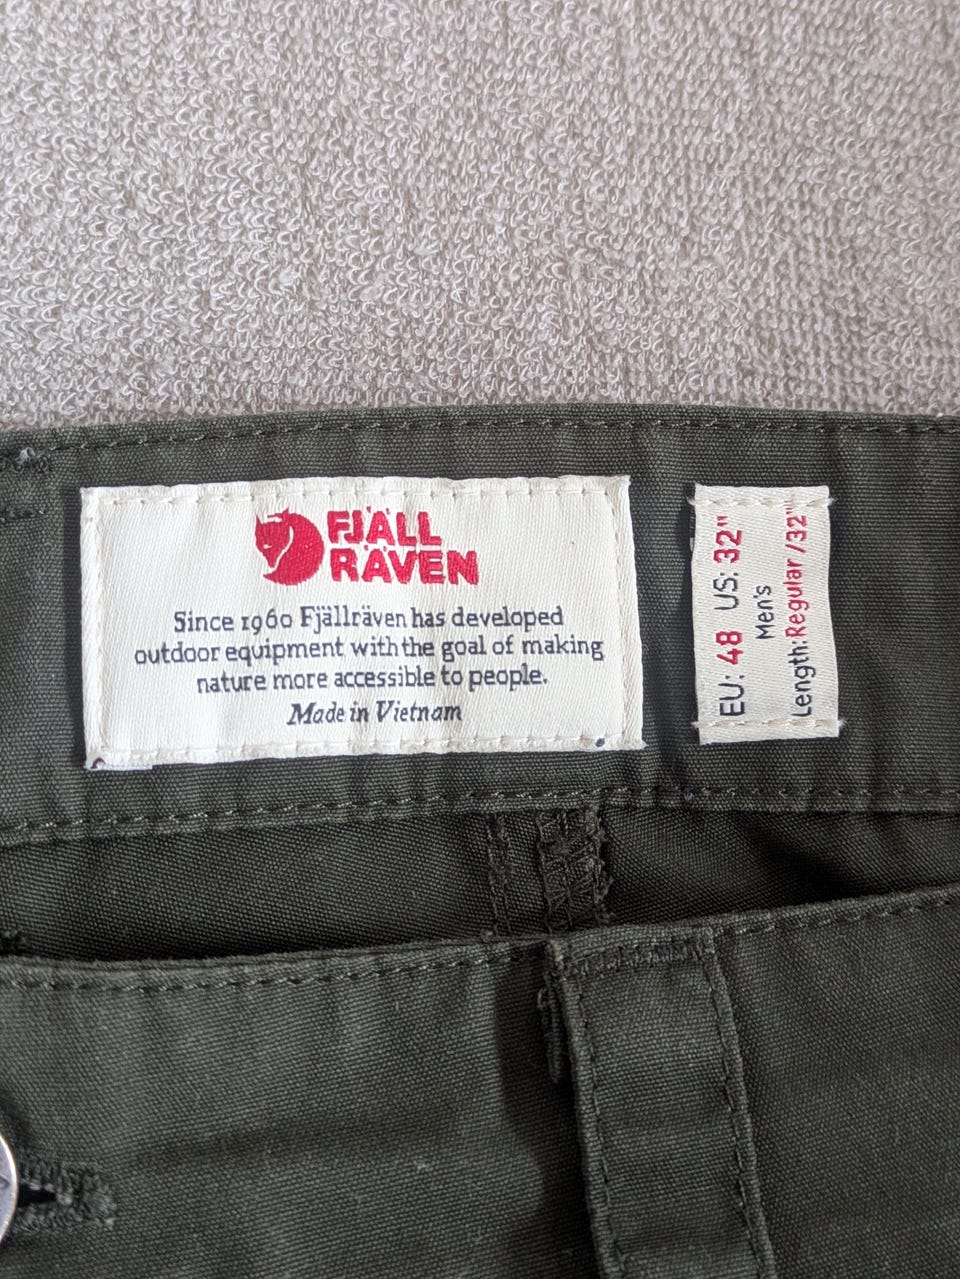 FJÄLL
RÄVEN
Since 1960 Fjällräven has developed
outdoor equipment with the goal of making
nature more accessible to people.
Made in Vietnam
EU: 48 US: 32"
Men's
Length: Regular /32"